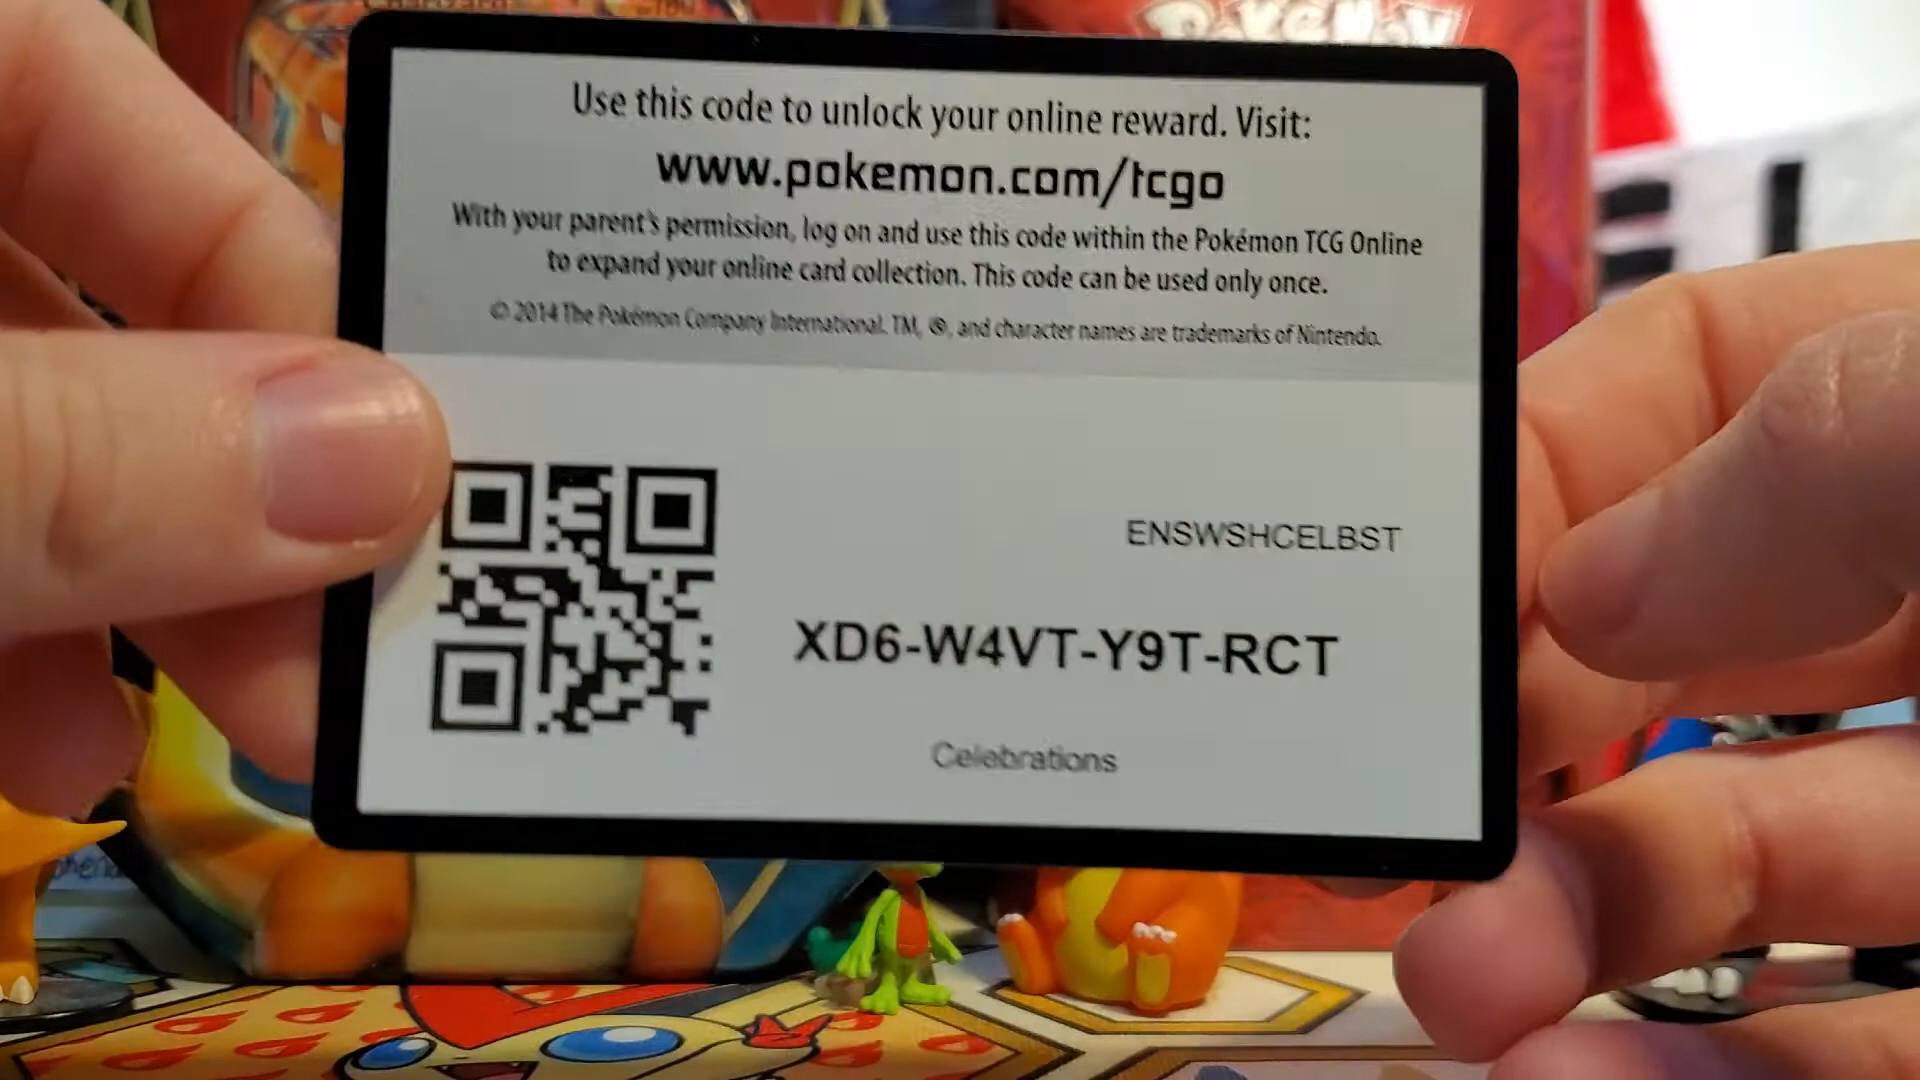 POKÉMON
Use this code to unlock your online reward. Visit:
www.pokemon.com/tcgo
With your parent's permission, log on and use this code within the Pokémon TCG Online
to expand your online card collection. This code can be used only once.
© 2014 The Pokémon Company International. TM, ®, and character names are trademarks of Nintendo.
ENSWSHCELBST
XD6-W4VT-Y9T-RCT
Celebrations